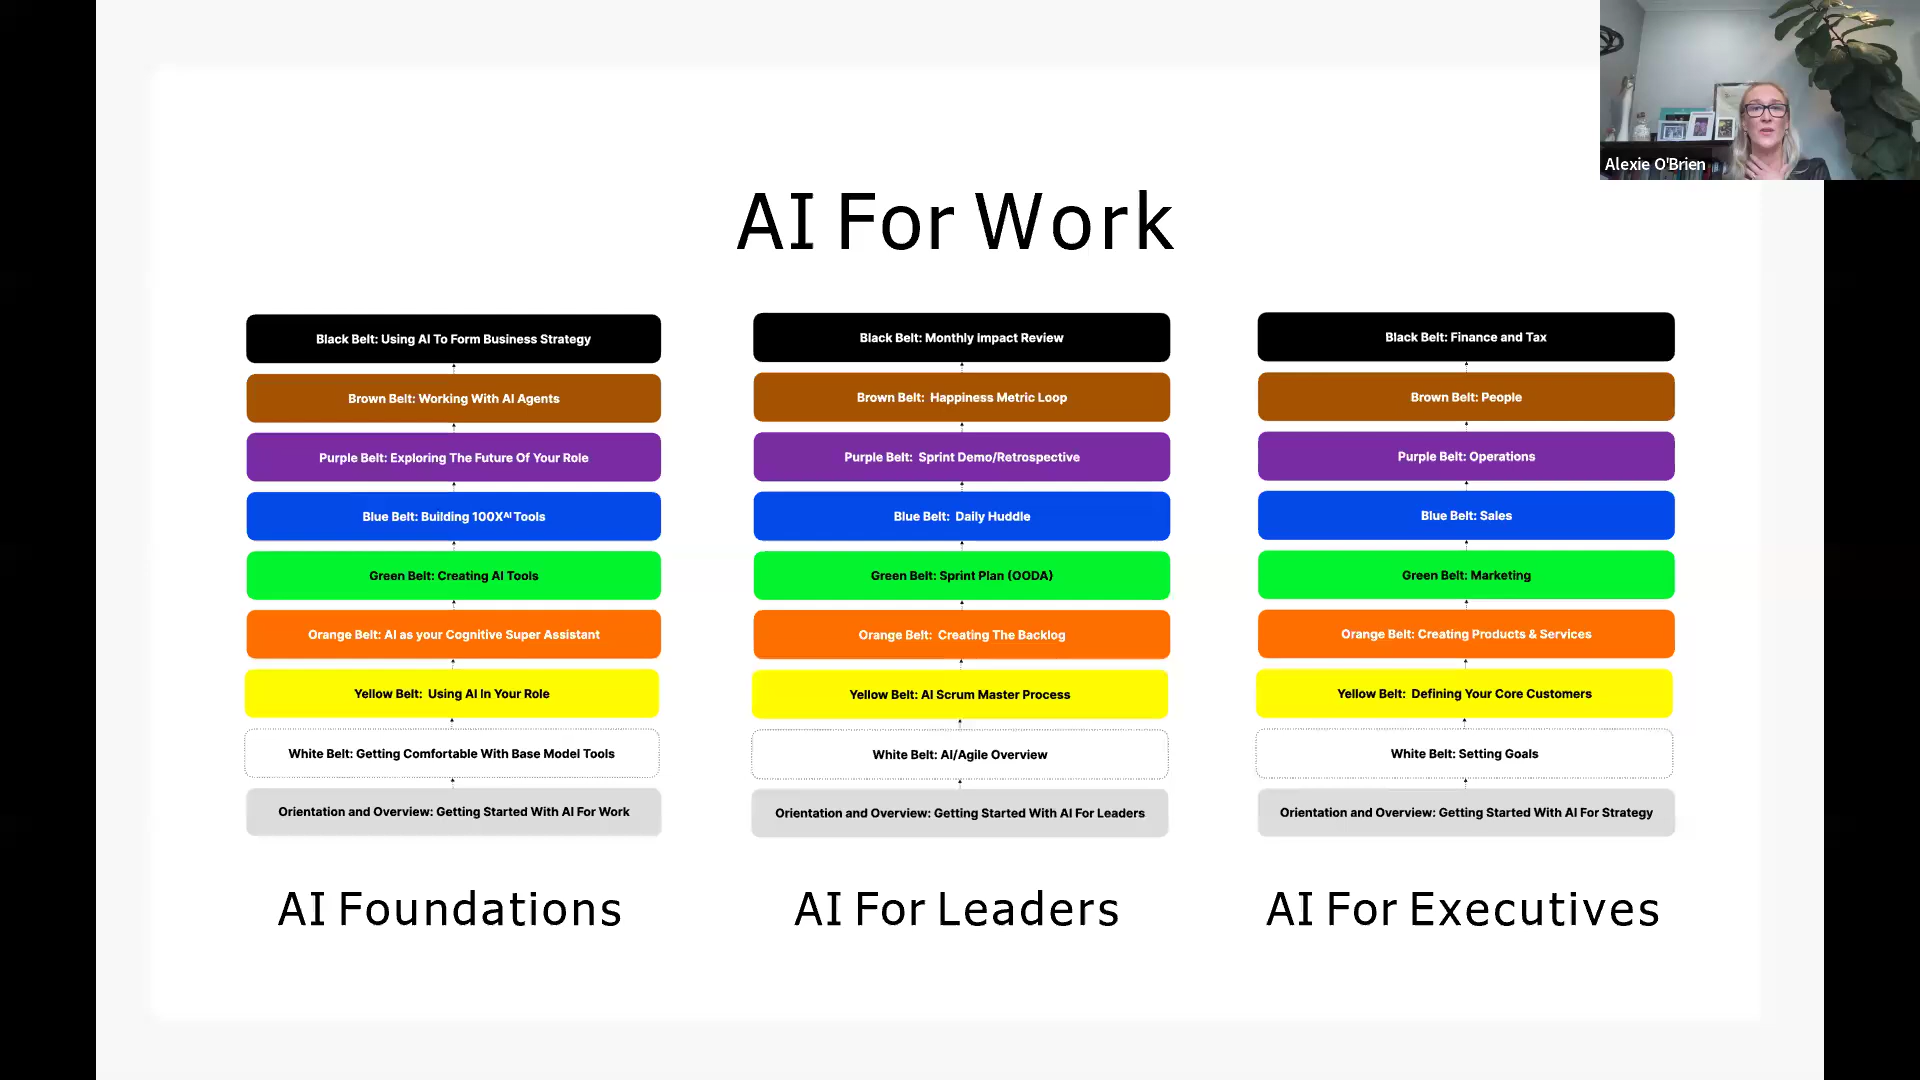 Alexie O'Brien
AI For Work
Black Belt: Using AI To Form Business Strategy
Brown Belt: Working With AI Agents
Purple Belt: Exploring The Future Of Your Role
Blue Belt: Building 100Xᴬᴵ Tools
Green Belt: Creating AI Tools
Orange Belt: AI as your Cognitive Super Assistant
Yellow Belt: Using AI In Your Role
White Belt: Getting Comfortable With Base Model Tools
Orientation and Overview: Getting Started With AI For Work
AI Foundations
Black Belt: Monthly Impact Review
Brown Belt: Happiness Metric Loop
Purple Belt: Sprint Demo/Retrospective
Blue Belt: Daily Huddle
Green Belt: Sprint Plan (OODA)
Orange Belt: Creating The Backlog
Yellow Belt: AI Scrum Master Process
White Belt: AI/Agile Overview
Orientation and Overview: Getting Started With AI For Leaders
AI For Leaders
Black Belt: Finance and Tax
Brown Belt: People
Purple Belt: Operations
Blue Belt: Sales
Green Belt: Marketing
Orange Belt: Creating Products & Services
Yellow Belt: Defining Your Core Customers
White Belt: Setting Goals
Orientation and Overview: Getting Started With AI For Strategy
AI For Executives